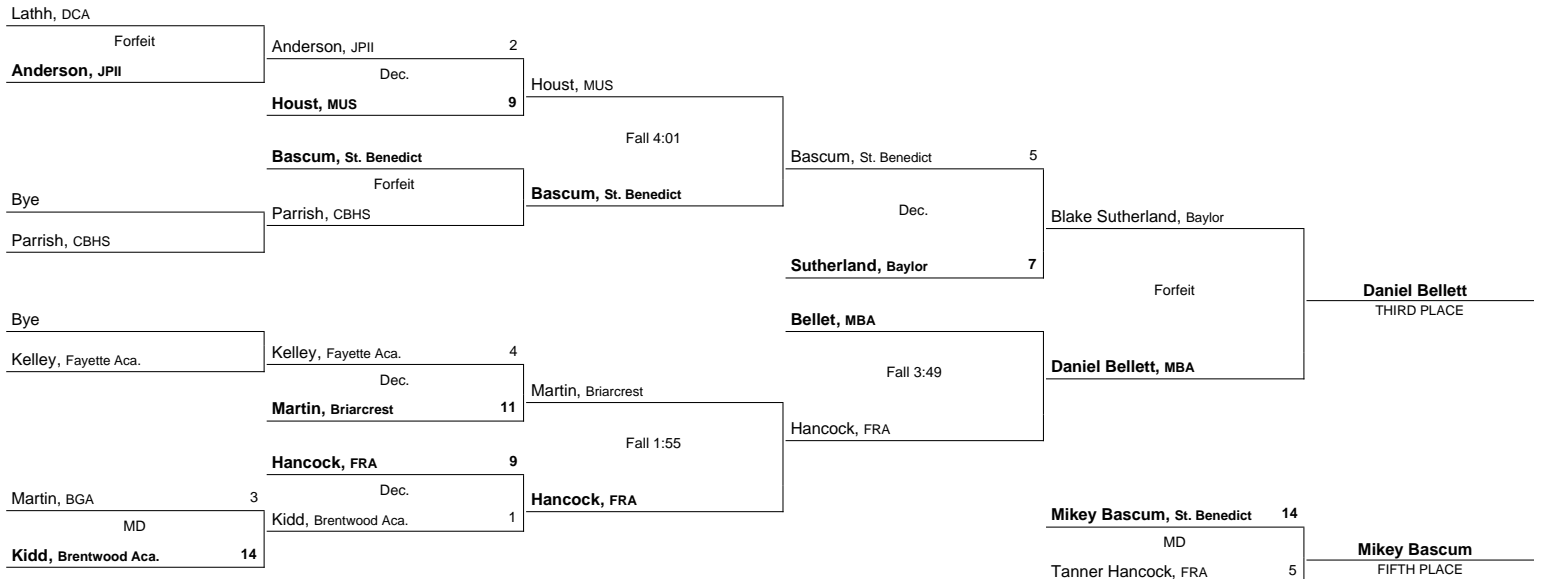 Lathh, DCA
Forfeit
Anderson, JPII
Bye
Parrish, CBHS
Bye
Kelley, Fayette Aca.
Martin, BGA 3
MD
Kidd, Brentwood Aca. 14
Anderson, JPII 2
Dec.
Houst, MUS 9
Bascum, St. Benedict
Forfeit
Parrish, CBHS
Kelley, Fayette Aca. 4
Dec.
Martin, Briarcrest 11
Hancock, FRA 9
Dec.
Kidd, Brentwood Aca. 1
Houst, MUS
Fall 4:01
Bascum, St. Benedict
Martin, Briarcrest
Fall 1:55
Hancock, FRA
Bascum, St. Benedict 5
Dec.
Sutherland, Baylor 7
Bellet, MBA
Fall 3:49
Hancock, FRA
Blake Sutherland, Baylor
Forfeit
Daniel Bellett, MBA
Daniel Bellett
THIRD PLACE
Mikey Bascum, St. Benedict 14
MD
Tanner Hancock, FRA 5
Mikey Bascum
FIFTH PLACE